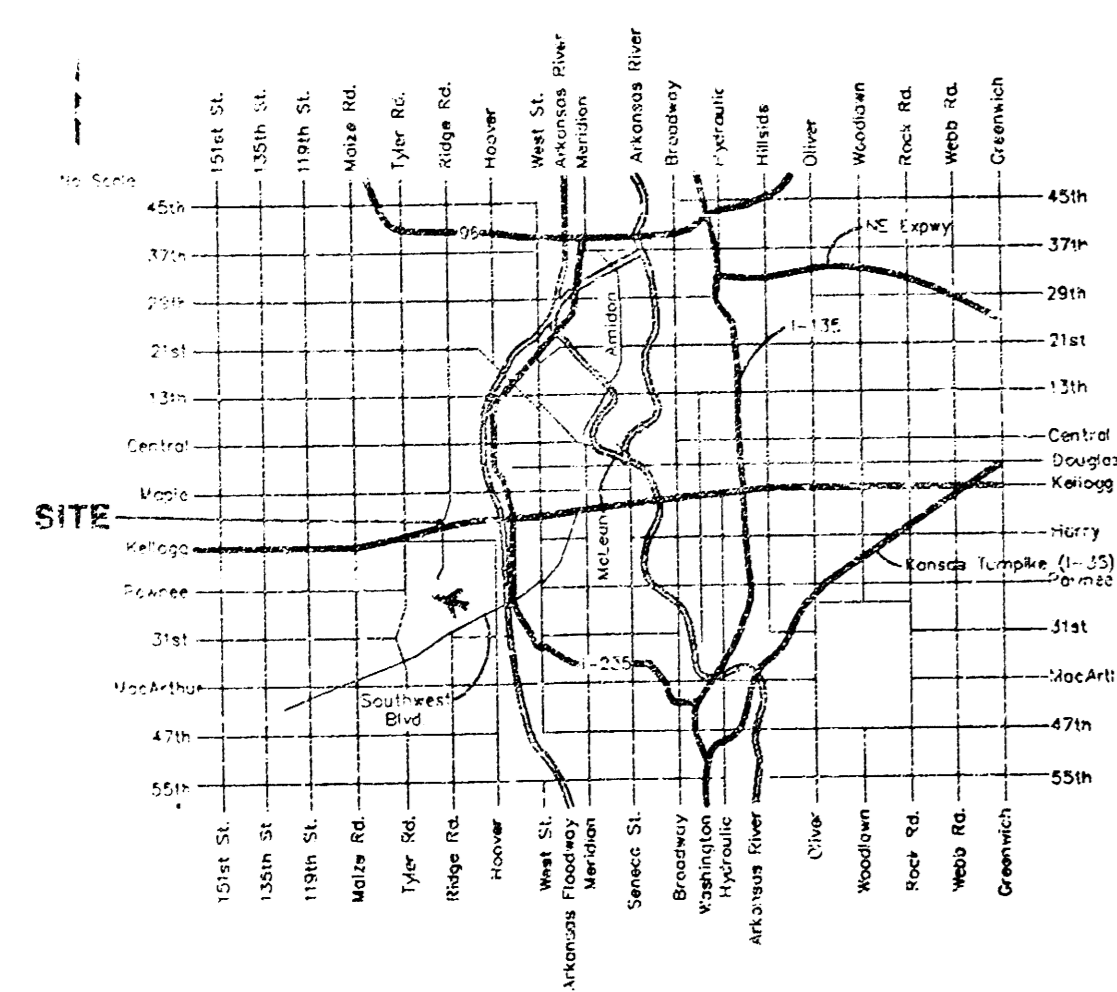 151st St.
135th St.
119th St.
Maize Rd.
Tyler Rd.
Ridge Rd.
Hoover
West St.
Arkansas River
Meridian
Arkansas River
Broadway
Hydraulic
Hillside
Oliver
Woodlawn
Rock Rd.
Webb Rd.
Greenwich
No Scale
45th
45th
96
NE Expwy
37th
37th
29th
29th
Amidon
I-135
21st
21st
13th
13th
Central
Central
Douglas
Maple
Kellogg
SITE
McLean
Harry
Kellogg
Kansas Turnpike (I-35)
Pawnee
Pawnee
31st
31st
I-235
MacArthur
MacArth
Southwest
Blvd
47th
47th
55th
55th
151st St.
135th St
119th St.
Maize Rd.
Tyler Rd.
Ridge Rd.
Hoover
West St.
Arkansas Floodway
Meridian
Seneca St.
Broadway
Washington
Hydraulic
Arkansas River
Oliver
Woodlawn
Rock Rd.
Webb Rd.
Greenwich